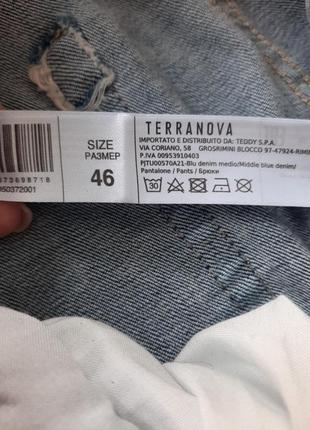 SIZE
РАЗМЕР
46
TERRANOVA
IMPORTATO E DISTRIBUITO DA: TEDDY S.P.A.
VIA CORIANO, 58 GROSRIMINI BLOCCO 97-47924-RIMI
P.IVA 00953910403
PJTU00570A21-Blu denim medio/Middle blue denim/
Pantalone / Pants / Брюки
30